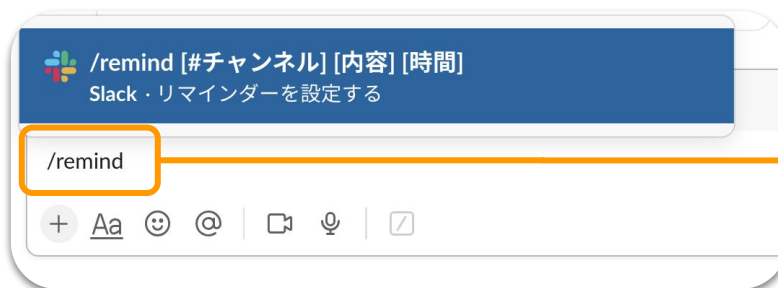 /remind [#チャンネル] [内容] [時間]
Slack · リマインダーを設定する
/remind
Aa